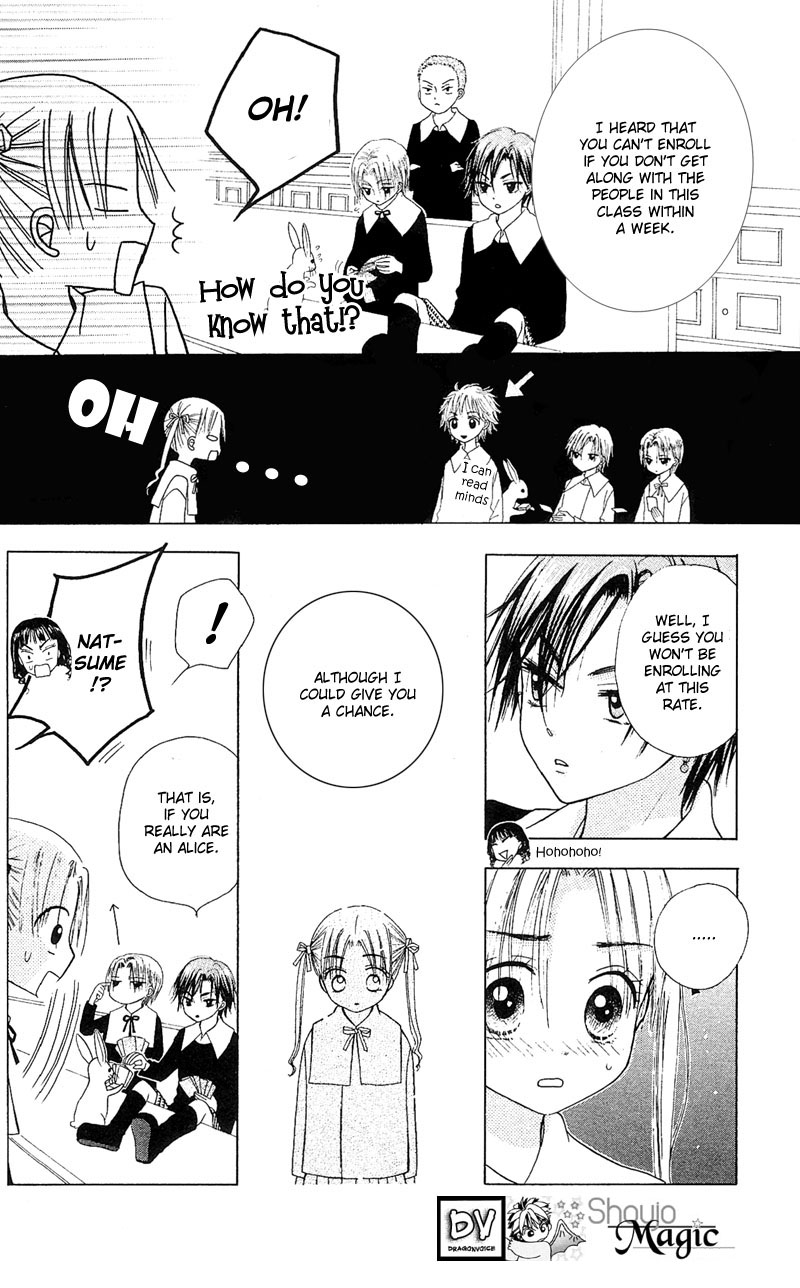 I HEARD THAT
YOU CAN'T ENROLL
IF YOU DON'T GET
ALONG WITH THE
PEOPLE IN THIS
CLASS WITHIN
A WEEK.
OH!
How do you
know that!?
OH
...
I can
read
minds
WELL, I
GUESS YOU
WON'T BE
ENROLLING
AT THIS
RATE.
Hohohoho!
.....
ALTHOUGH I
COULD GIVE YOU
A CHANCE.
!
NAT-
SUME
!?
THAT IS,
IF YOU
REALLY ARE
AN ALICE.
DV
DRAGONVOICE
Shoujo
Magic